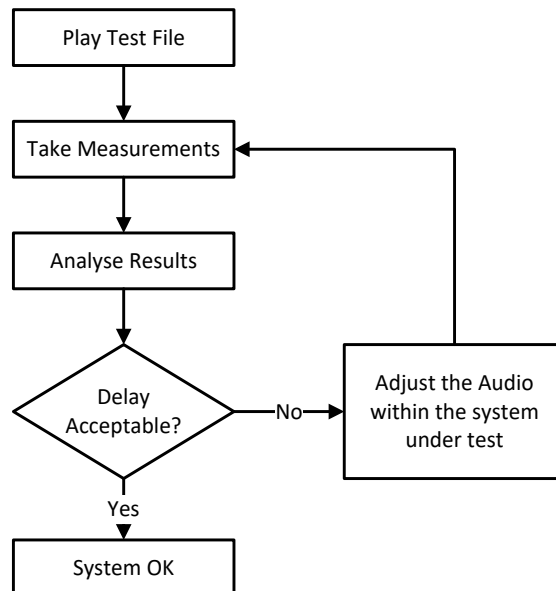 Play Test File
Take Measurements
Analyse Results
Delay
Acceptable?
No
Adjust the Audio
within the system
under test
Yes
System OK